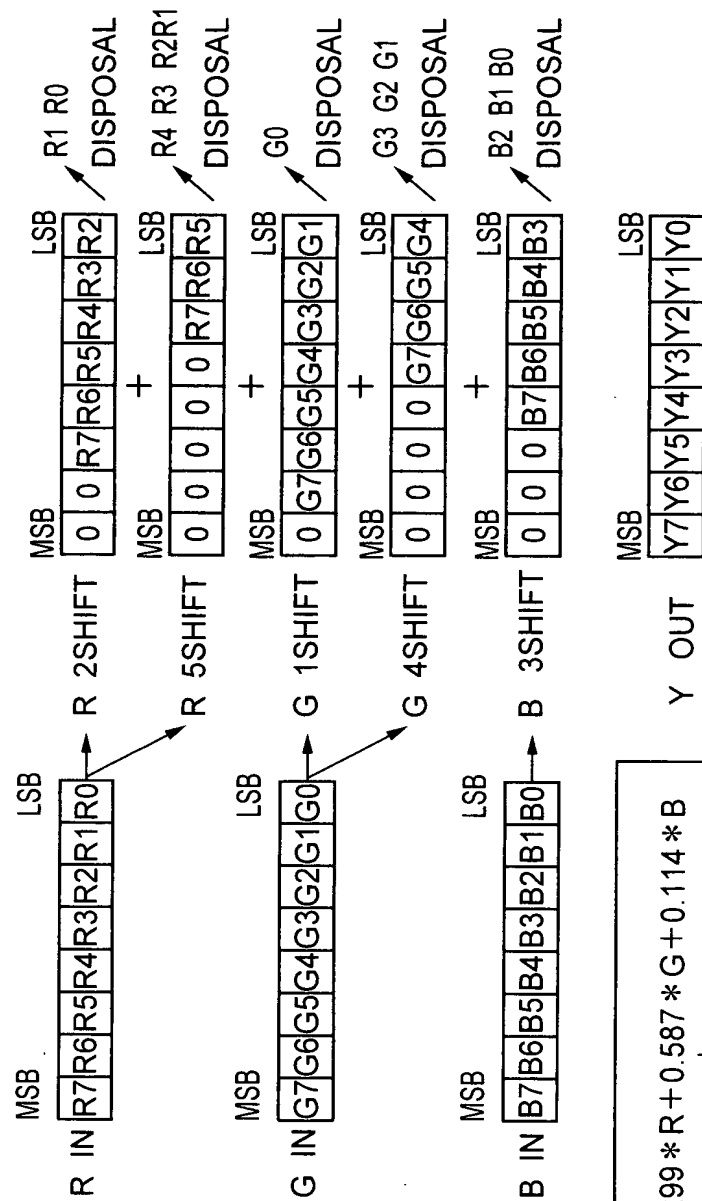 MSB LSB
R IN R7 R6 R5 R4 R3 R2 R1 R0
R 2SHIFT
MSB LSB
0 0 R7 R6 R5 R4 R3 R2
R1 R0
DISPOSAL
+
R 5SHIFT
MSB LSB
0 0 0 0 0 R7 R6 R5
R4 R3 R2R1
DISPOSAL
+
MSB LSB
G IN G7 G6 G5 G4 G3 G2 G1 G0
G 1SHIFT
MSB LSB
0 G7 G6 G5 G4 G3 G2 G1
G0
DISPOSAL
+
G 4SHIFT
MSB LSB
0 0 0 0 G7 G6 G5 G4
G3 G2 G1
DISPOSAL
+
MSB LSB
B IN B7 B6 B5 B4 B3 B2 B1 B0
B 3SHIFT
MSB LSB
0 0 0 B7 B6 B5 B4 B3
B2 B1 B0
DISPOSAL
99*R+0.587*G+0.114*B
Y OUT
MSB LSB
Y7 Y6 Y5 Y4 Y3 Y2 Y1 Y0